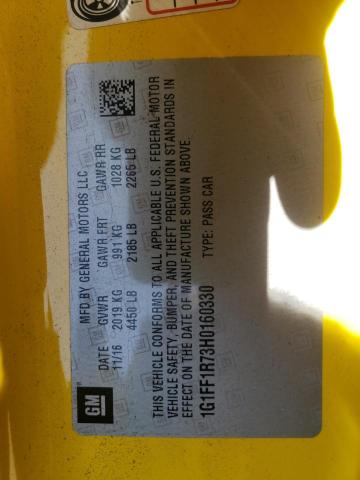 GM
MFD BY GENERAL MOTORS LLC
DATE GVWR GAWR FRT GAWR RR
11/16 2019 KG 991 KG 1028 KG
4450 LB 2185 LB 2265 LB
THIS VEHICLE CONFORMS TO ALL APPLICABLE U.S. FEDERAL MOTOR
VEHICLE SAFETY, BUMPER, AND THEFT PREVENTION STANDARDS IN
EFFECT ON THE DATE OF MANUFACTURE SHOWN ABOVE.
1G1FF1R73H0160330 TYPE: PASS CAR